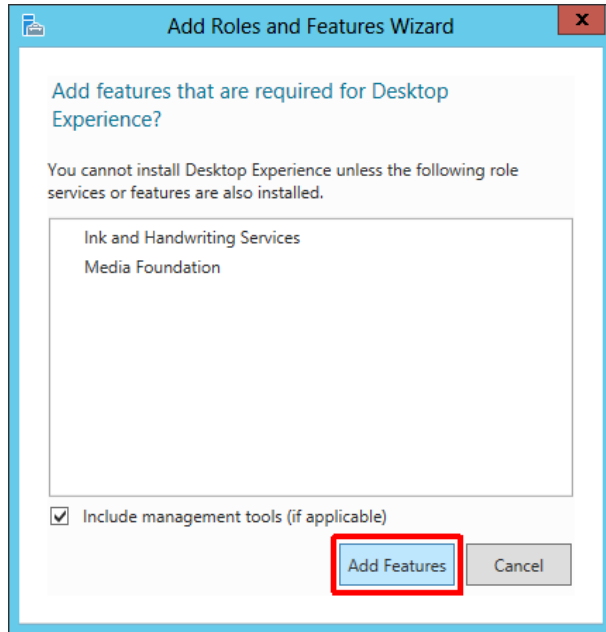 Add Roles and Features Wizard
x
Add features that are required for Desktop
Experience?
You cannot install Desktop Experience unless the following role
services or features are also installed.
Ink and Handwriting Services
Media Foundation
Include management tools (if applicable)
Add Features
Cancel